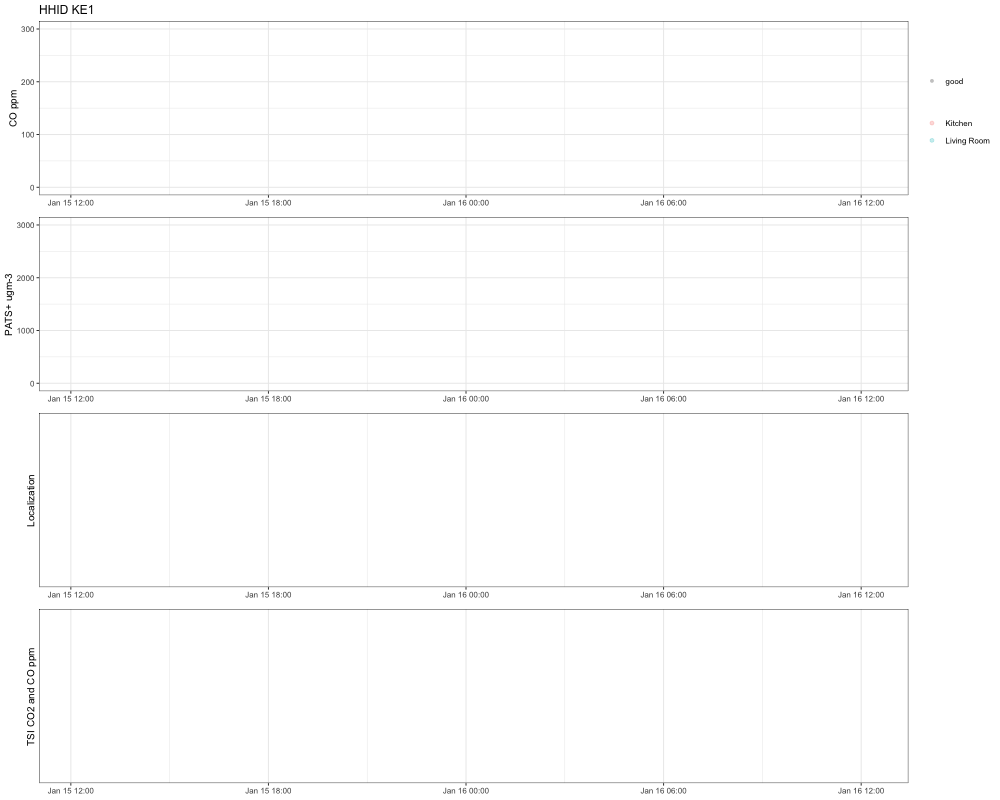 HHID KE1
300
200
100
0
CO ppm
Jan 15 12:00 Jan 15 18:00 Jan 16 00:00 Jan 16 06:00 Jan 16 12:00
good
Kitchen
Living Room
3000
2000
1000
0
PATS+ ugm-3
Jan 15 12:00 Jan 15 18:00 Jan 16 00:00 Jan 16 06:00 Jan 16 12:00
Localization
Jan 15 12:00 Jan 15 18:00 Jan 16 00:00 Jan 16 06:00 Jan 16 12:00
TSI CO2 and CO ppm
Jan 15 12:00 Jan 15 18:00 Jan 16 00:00 Jan 16 06:00 Jan 16 12:00